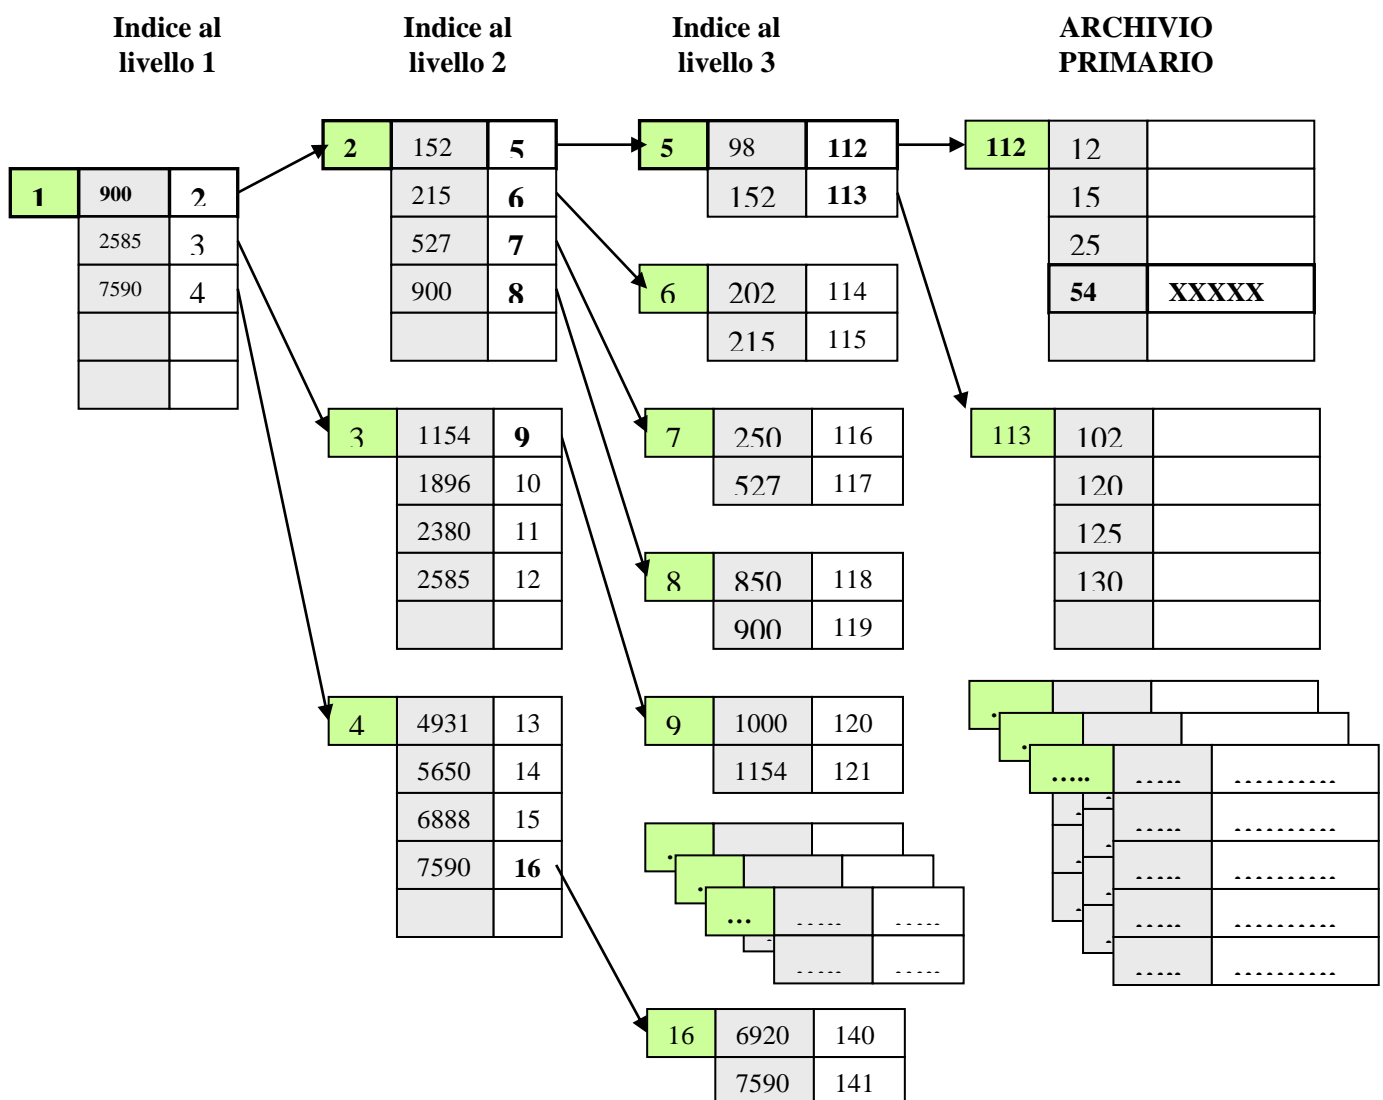 Indice al
livello 1
Indice al
livello 2
Indice al
livello 3
ARCHIVIO
PRIMARIO
1 900 2
2585 3
7590 4
2 152 5
215 6
527 7
900 8
3 1154 9
1896 10
2380 11
2585 12
4 4931 13
5650 14
6888 15
7590 16
5 98 112
152 113
6 202 114
215 115
7 250 116
527 117
8 850 118
900 119
9 1000 120
1154 121
... ..... .....
..... .....
16 6920 140
7590 141
112 12
15
25
54 XXXXX
113 102
120
125
130
..... ..... ..........
..... ..........
..... ..........
..... ..........
..... ..........